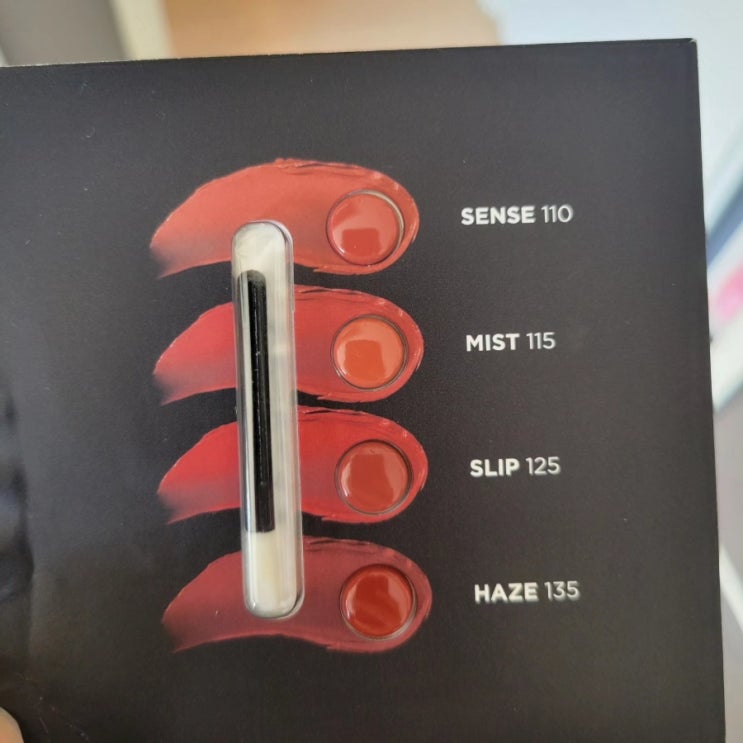 SENSE 110
MIST 115
SLIP 125
HAZE 135